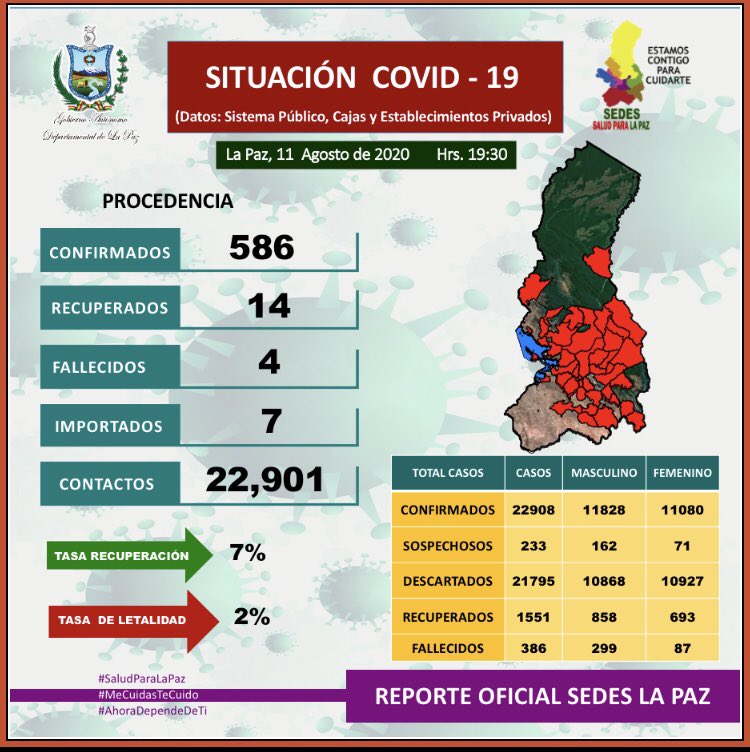 Gobierno Autónomo
Departamental de La Paz
SITUACIÓN COVID - 19
(Datos: Sistema Público, Cajas y Establecimientos Privados)
La Paz, 11 Agosto de 2020 Hrs. 19:30
ESTAMOS
CONTIGO
PARA
CUIDARTE
SEDES
SALUD PARA LA PAZ
PROCEDENCIA
CONFIRMADOS 586
RECUPERADOS 14
FALLECIDOS 4
IMPORTADOS 7
CONTACTOS 22,901
TASA RECUPERACIÓN 7%
TASA DE LETALIDAD 2%
TOTAL CASOS CASOS MASCULINO FEMENINO
CONFIRMADOS 22908 11828 11080
SOSPECHOSOS 233 162 71
DESCARTADOS 21795 10868 10927
RECUPERADOS 1551 858 693
FALLECIDOS 386 299 87
#SaludParaLaPaz
#MeCuidasTeCuido
#AhoraDependeDeTi
REPORTE OFICIAL SEDES LA PAZ